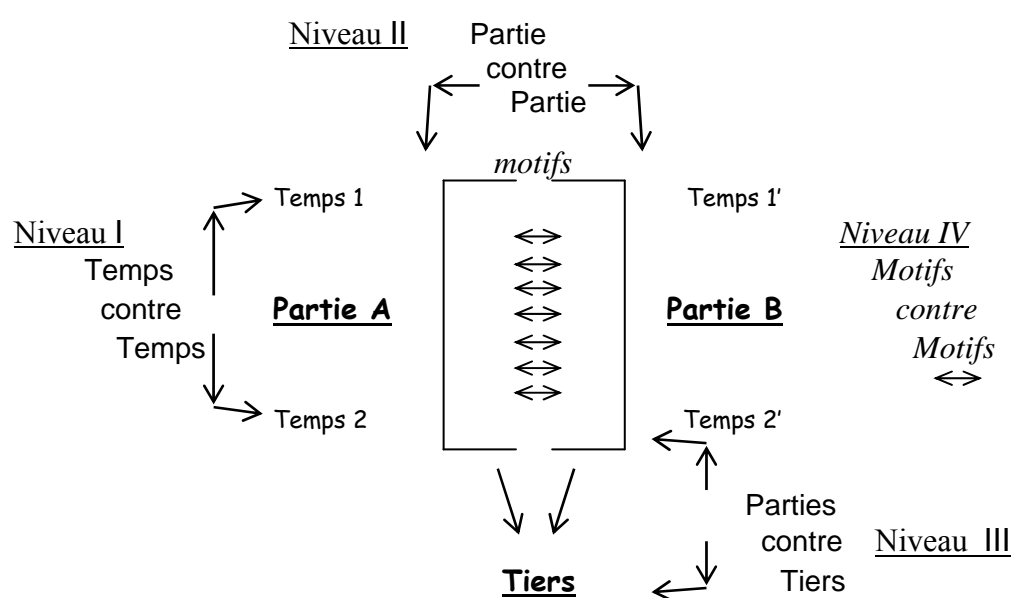 Niveau II
Partie
contre
Partie
motifs
Temps 1
Temps 1'
Niveau I
Temps
contre
Temps
Partie A
Partie B
Niveau IV
Motifs
contre
Motifs
Temps 2
Temps 2'
Parties
contre
Tiers
Niveau III
Tiers